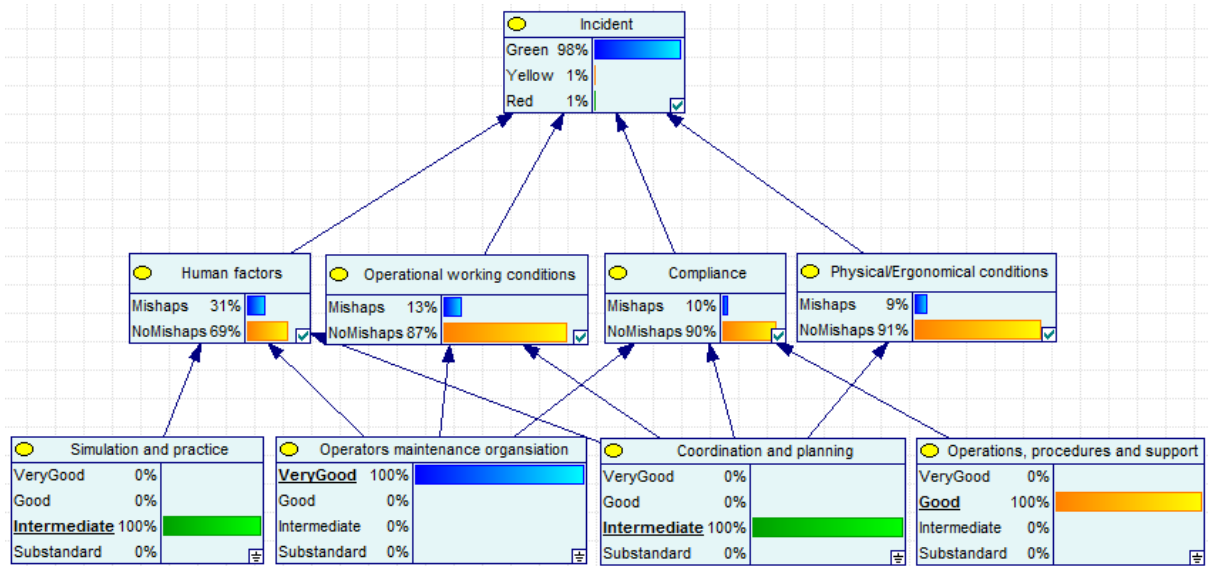 Incident
Green 98%
Yellow 1%
Red 1%
Human factors
Mishaps 31%
NoMishaps 69%
Operational working conditions
Mishaps 13%
NoMishaps 87%
Compliance
Mishaps 10%
NoMishaps 90%
Physical/Ergonomical conditions
Mishaps 9%
NoMishaps 91%
Simulation and practice
VeryGood 0%
Good 0%
Intermediate 100%
Substandard 0%
Operators maintenance organsiation
VeryGood 100%
Good 0%
Intermediate 0%
Substandard 0%
Coordination and planning
VeryGood 0%
Good 0%
Intermediate 100%
Substandard 0%
Operations, procedures and support
VeryGood 0%
Good 100%
Intermediate 0%
Substandard 0%